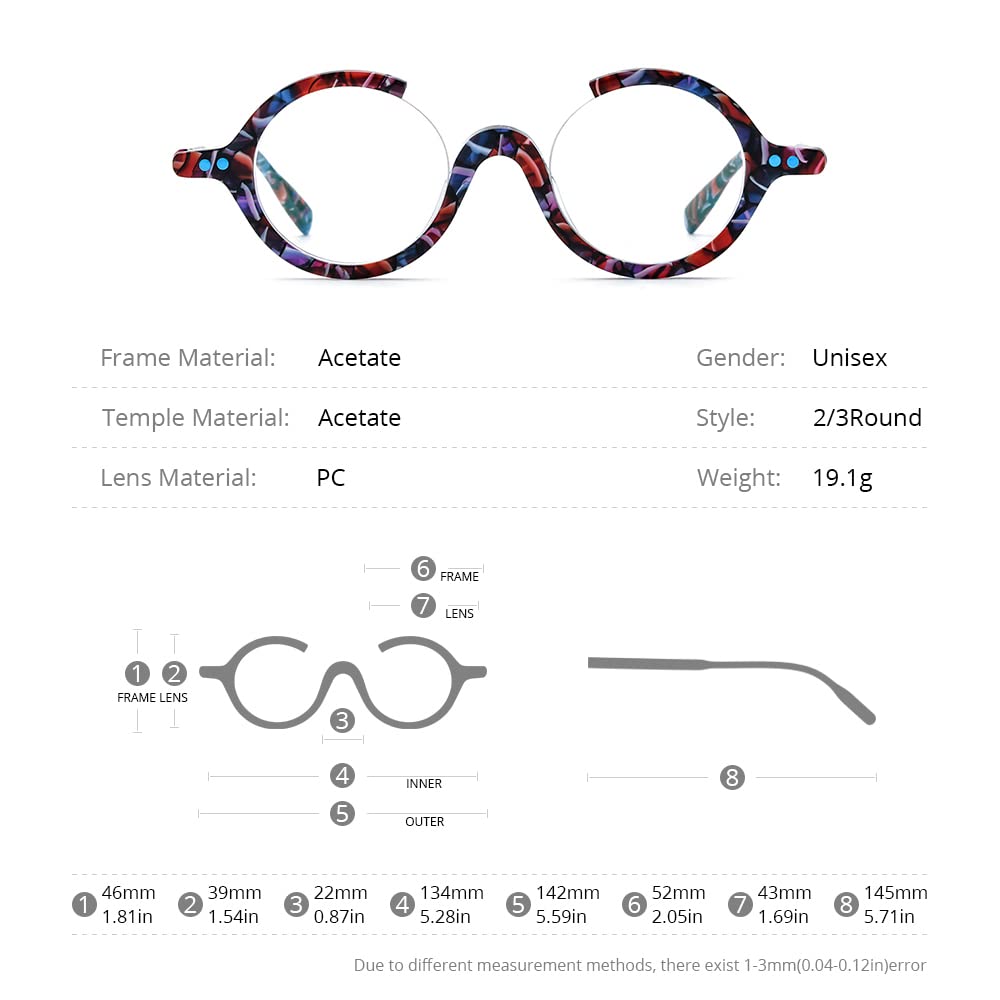 Frame Material: Acetate Gender: Unisex
Temple Material: Acetate Style: 2/3Round
Lens Material: PC Weight: 19.1g
6 FRAME
7 LENS
1 2
FRAME LENS
3
4 INNER
5 OUTER
8
1 46mm 2 39mm 3 22mm 4 134mm 5 142mm 6 52mm 7 43mm 8 145mm
1.81in 1.54in 0.87in 5.28in 5.59in 2.05in 1.69in 5.71in
Due to different measurement methods, there exist 1-3mm(0.04-0.12in)error